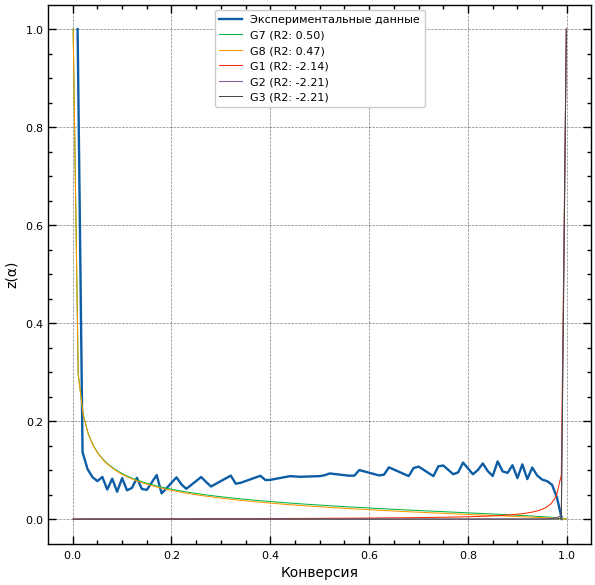 Экспериментальные данные
G7 (R2: 0.50)
G8 (R2: 0.47)
G1 (R2: -2.14)
G2 (R2: -2.21)
G3 (R2: -2.21)
1.0
0.8
0.6
0.4
0.2
0.0
z(α)
0.0 0.2 0.4 0.6 0.8 1.0
Конверсия